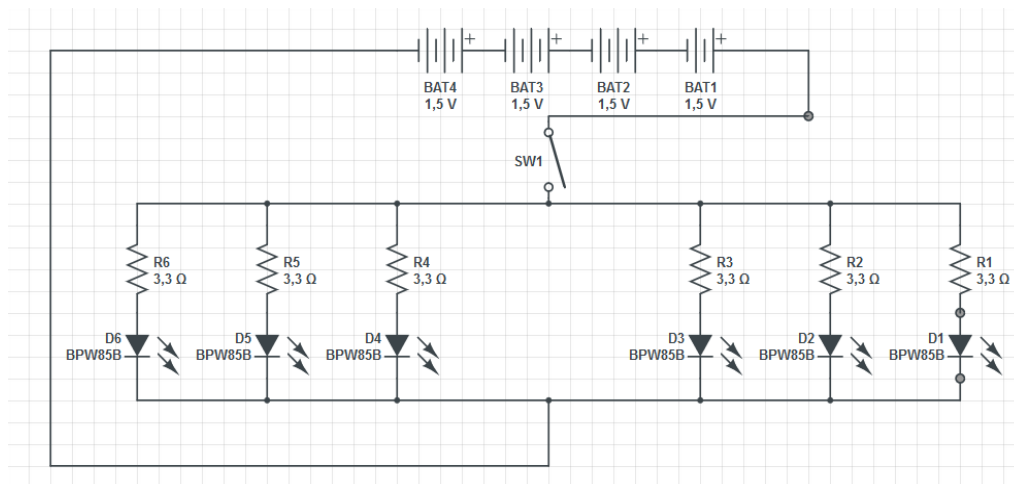 + + + +
BAT4 BAT3 BAT2 BAT1
1,5 V 1,5 V 1,5 V 1,5 V
SW1
R6 R5 R4 R3 R2 R1
3,3 Ω 3,3 Ω 3,3 Ω 3,3 Ω 3,3 Ω 3,3 Ω
D6 D5 D4 D3 D2 D1
BPW85B BPW85B BPW85B BPW85B BPW85B BPW85B